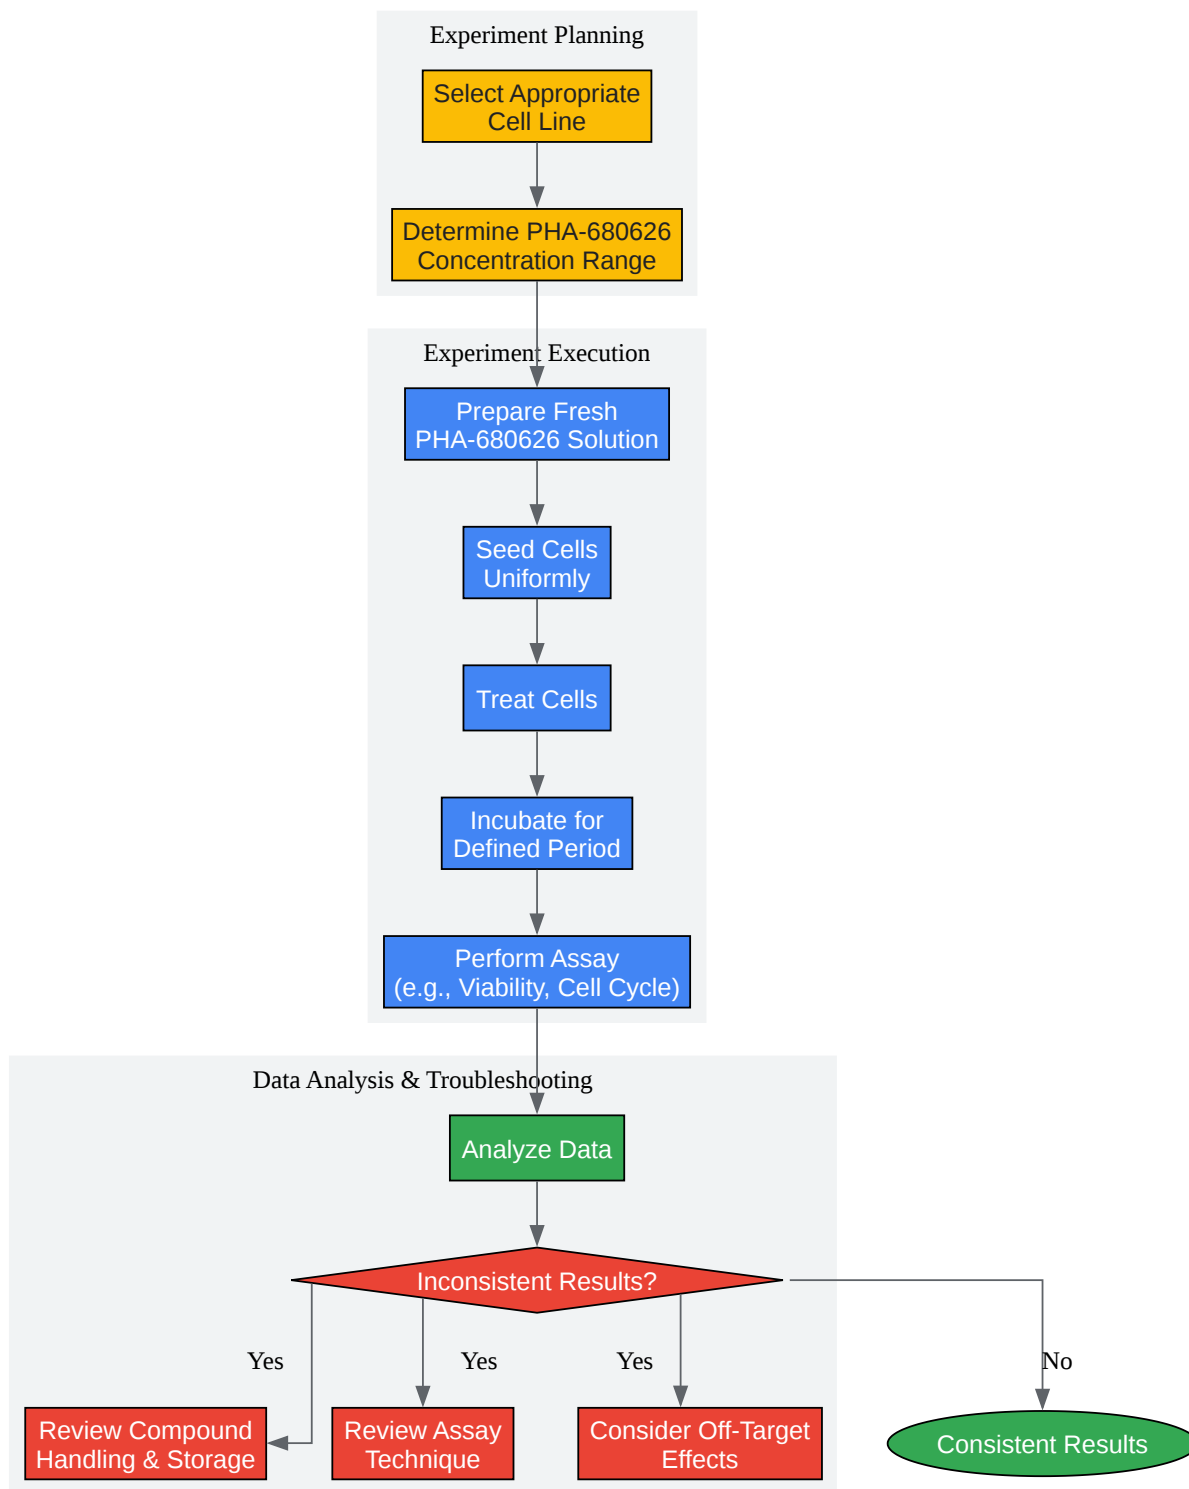 Experiment Planning
Select Appropriate
Cell Line
Determine PHA-680626
Concentration Range
Experiment Execution
Prepare Fresh
PHA-680626 Solution
Seed Cells
Uniformly
Treat Cells
Incubate for
Defined Period
Perform Assay
(e.g., Viability, Cell Cycle)
Data Analysis & Troubleshooting
Analyze Data
Inconsistent Results?
Yes
Yes
Yes
No
Review Compound
Handling & Storage
Review Assay
Technique
Consider Off-Target
Effects
Consistent Results